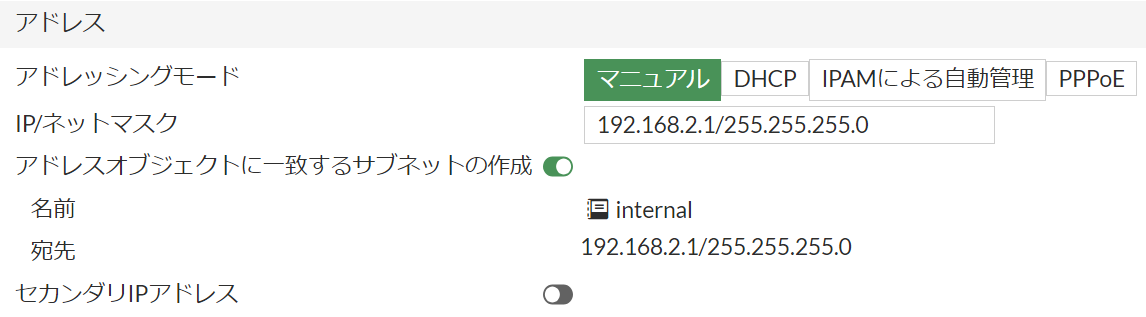 アドレス
アドレッシングモード マニュアル DHCP IPAMによる自動管理 PPPoE
IP/ネットマスク 192.168.2.1/255.255.255.0
アドレスオブジェクトに一致するサブネットの作成
名前 internal
宛先 192.168.2.1/255.255.255.0
セカンダリIPアドレス